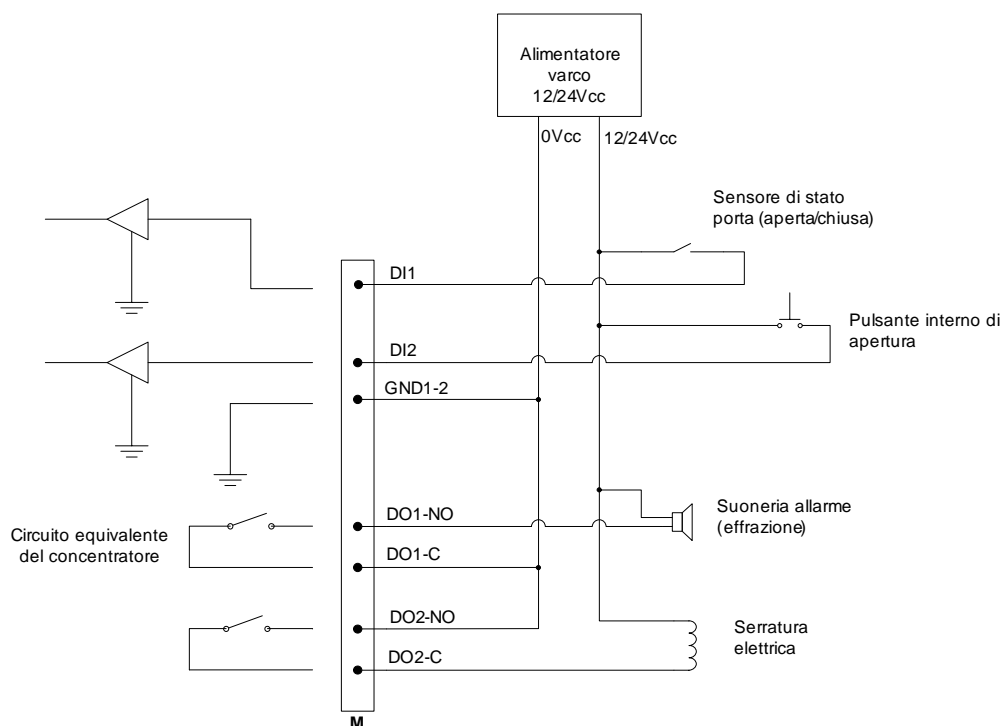 Alimentatore
varco
12/24Vcc
0Vcc
12/24Vcc
Sensore di stato
porta (aperta/chiusa)
DI1
Pulsante interno di
apertura
DI2
GND1-2
Suoneria allarme
(effrazione)
DO1-NO
Circuito equivalente
del concentratore
DO1-C
DO2-NO
Serratura
elettrica
DO2-C
M